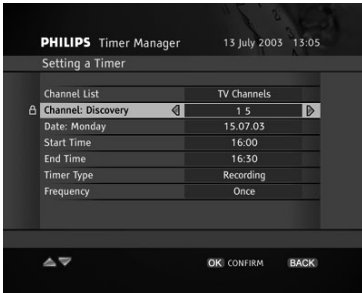 PHILIPS Timer Manager 13 July 2003 13:05
Setting a Timer
Channel List TV Channels
Channel: Discovery 1 5
Date: Monday 15.07.03
Start Time 16:00
End Time 16:30
Timer Type Recording
Frequency Once
OK CONFIRM BACK